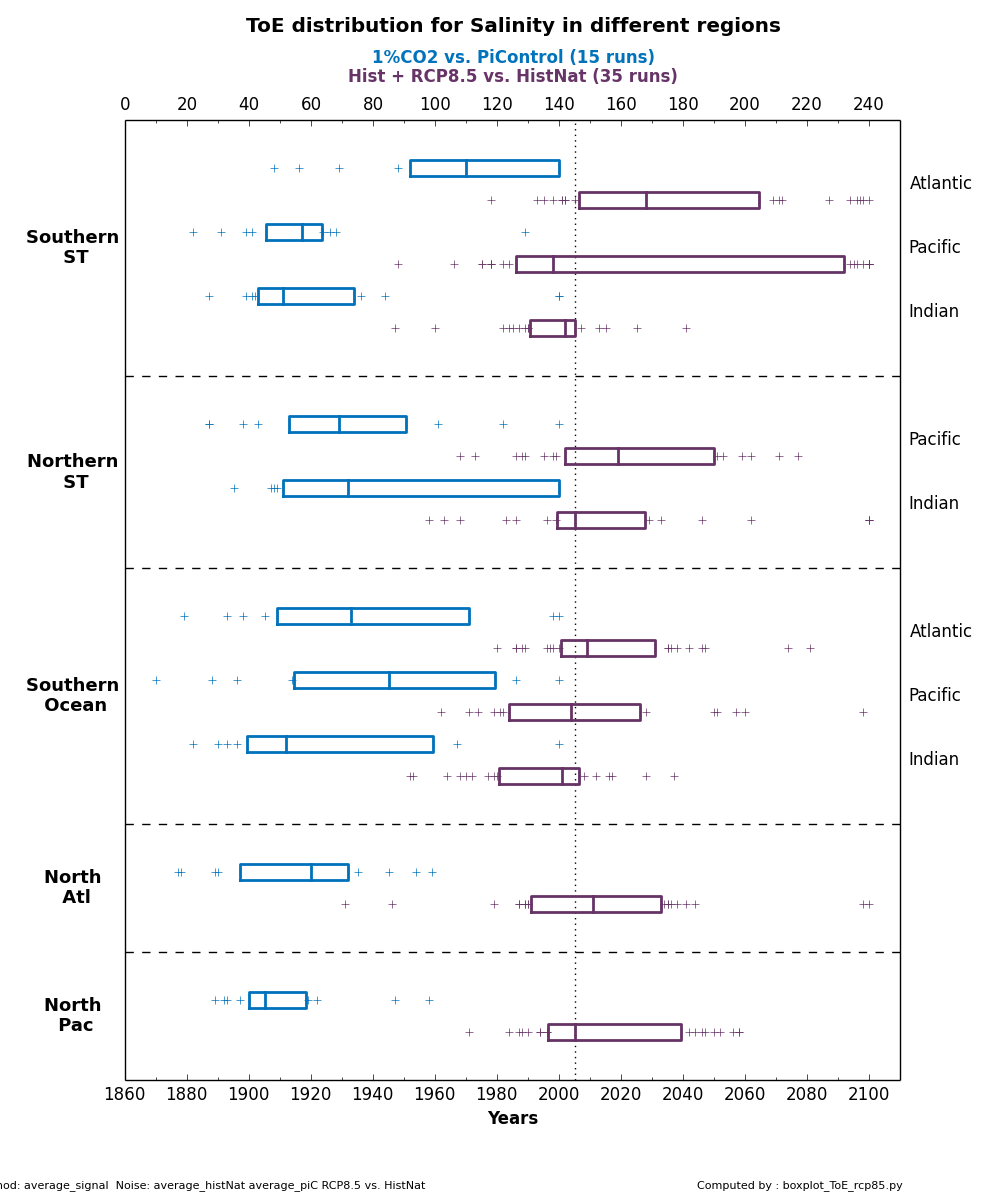 ToE distribution for Salinity in different regions
1%CO2 vs. PiControl (15 runs)
Hist + RCP8.5 vs. HistNat (35 runs)
0 20 40 60 80 100 120 140 160 180 200 220 240
Atlantic
Southern
ST
Pacific
Indian
Pacific
Northern
ST
Indian
Atlantic
Southern
Ocean
Pacific
Indian
North
Atl
North
Pac
1860 1880 1900 1920 1940 1960 1980 2000 2020 2040 2060 2080 2100
Years
average_signal Noise: average_histNat average_piC RCP8.5 vs. HistNat
Computed by : boxplot_ToE_rcp85.py